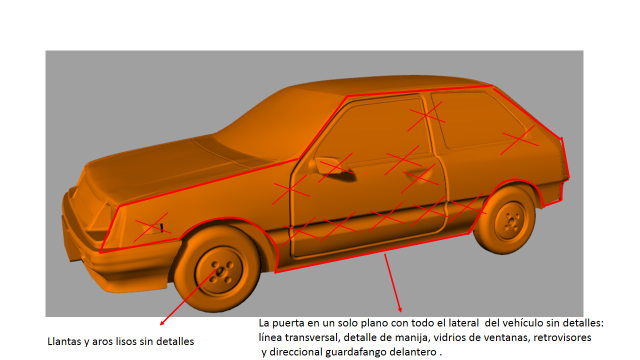 La puerta en un solo plano con todo el lateral del vehículo sin detalles:
línea transversal, detalle de manija, vidrios de ventanas, retrovisores
y direccional guardafango delantero .
Llantas y aros lisos sin detalles